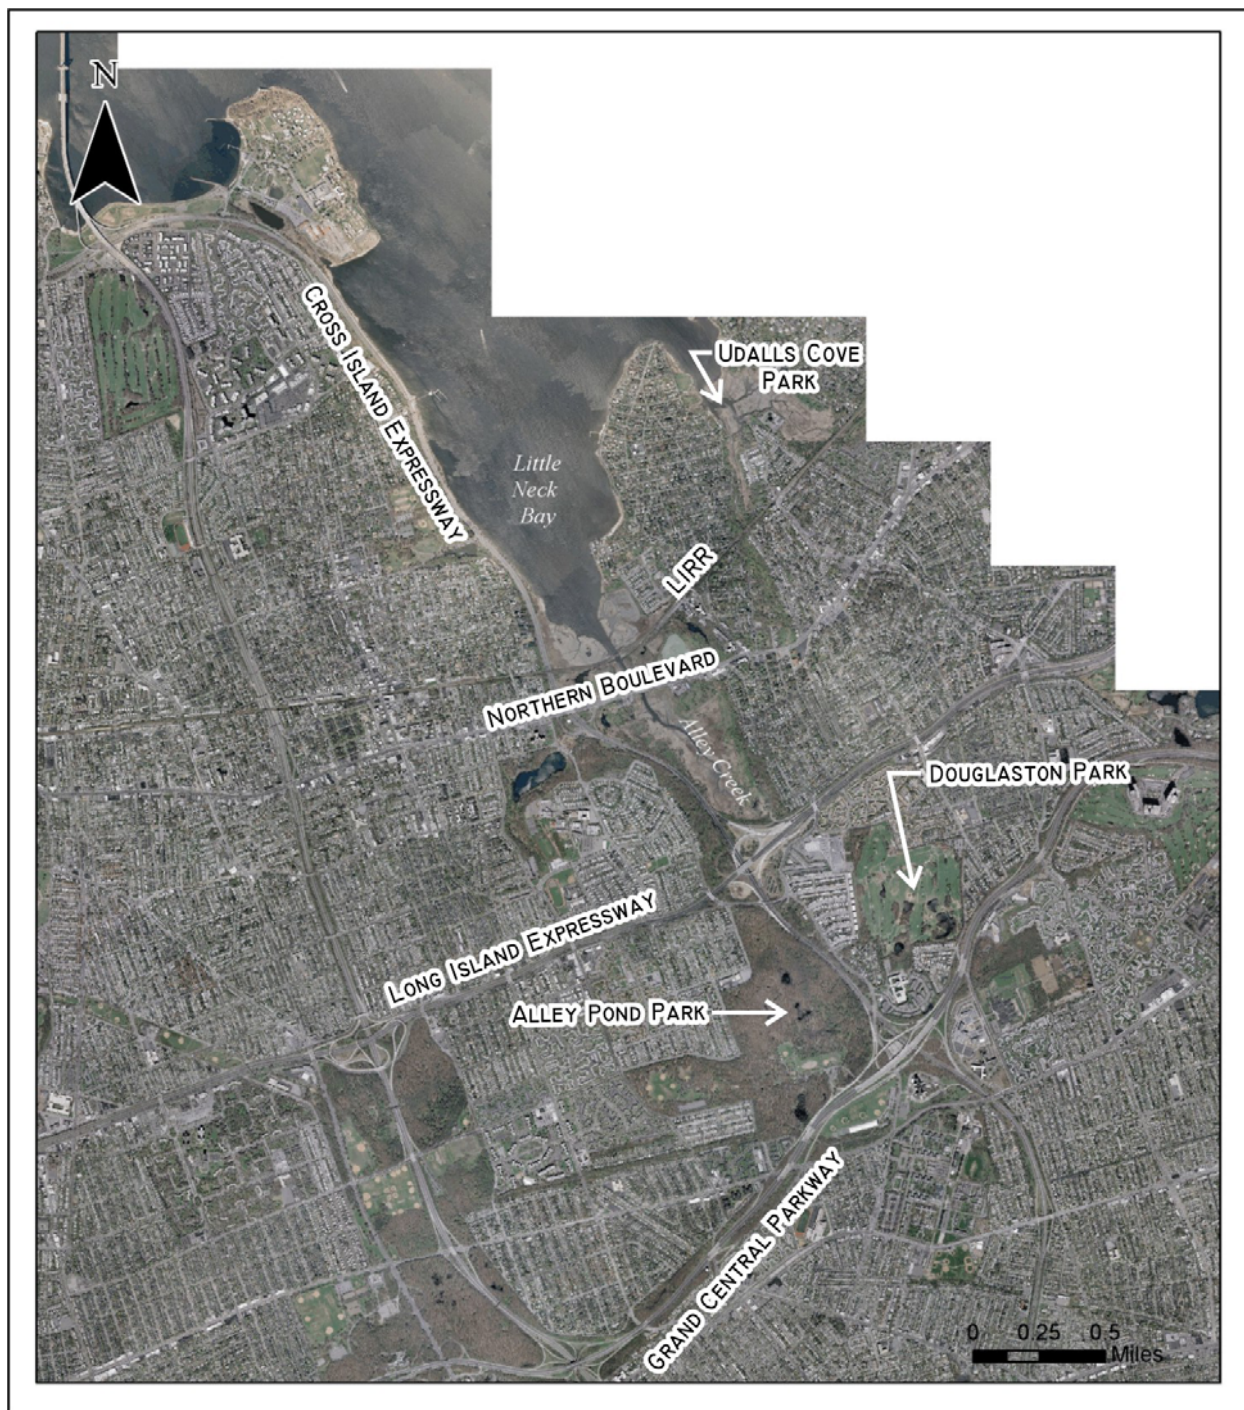 N
CROSS ISLAND EXPRESSWAY
UDALLS COVE
PARK
Little
Neck
Bay
LIRR
NORTHERN BOULEVARD
Alley Creek
DOUGLASTON PARK
LONG ISLAND EXPRESSWAY
ALLEY POND PARK
GRAND CENTRAL PARKWAY
0 0.25 0.5
Miles